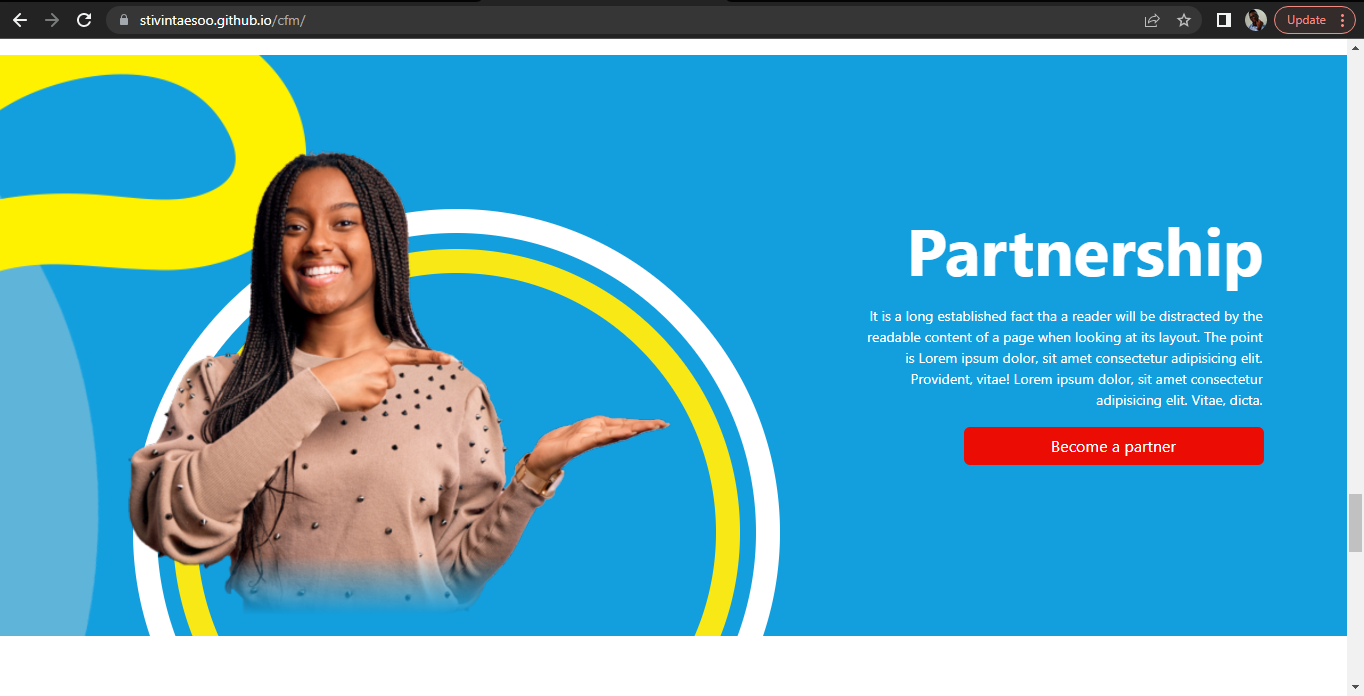 stivintaesoo.github.io/cfm/
Update
Partnership
It is a long established fact tha a reader will be distracted by the
readable content of a page when looking at its layout. The point
is Lorem ipsum dolor, sit amet consectetur adipisicing elit.
Provident, vitae! Lorem ipsum dolor, sit amet consectetur
adipisicing elit. Vitae, dicta.
Become a partner